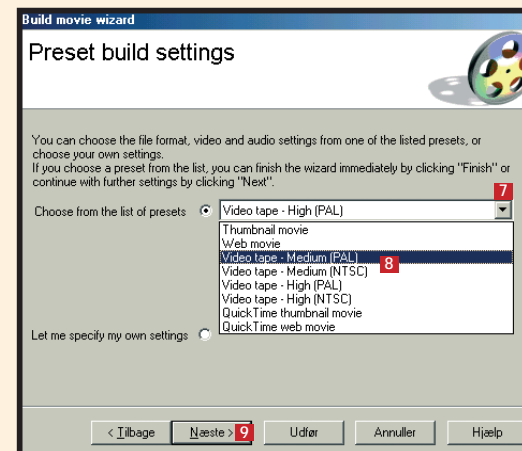 Build movie wizard
Preset build settings
You can choose the file format, video and audio settings from one of the listed presets, or
choose your own settings.
If you choose a preset from the list, you can finish the wizard immediately by clicking "Finish" or
continue with further settings by clicking "Next".
7
Choose from the list of presets Video tape - High (PAL)
Thumbnail movie
Web movie
Video tape - Medium (PAL) 8
Video tape - Medium (NTSC)
Video tape - High (PAL)
Video tape - High (NTSC)
QuickTime thumbnail movie
QuickTime web movie
Let me specify my own settings
< Tilbage Næste > 9 Udfør Annuller Hjælp